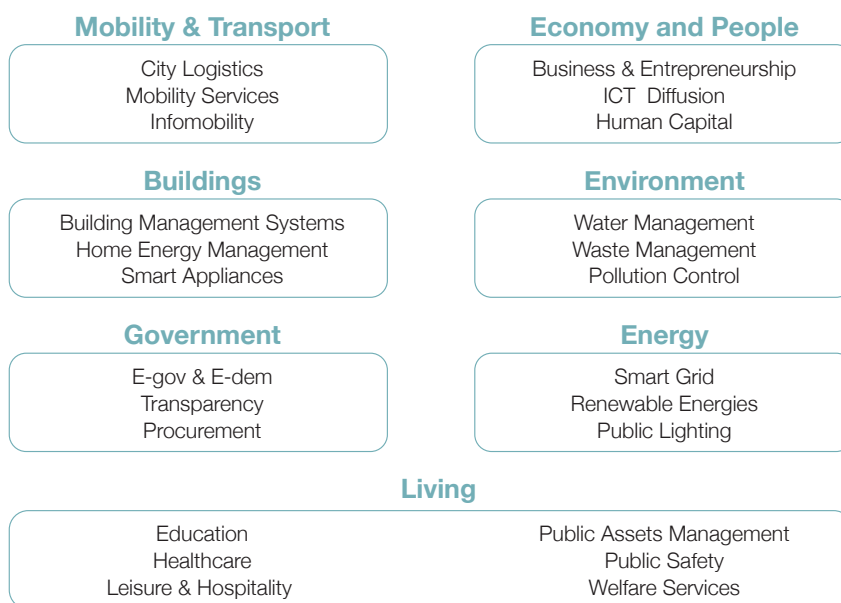 Mobility & Transport
City Logistics
Mobility Services
Infomobility
Economy and People
Business & Entrepreneurship
ICT Diffusion
Human Capital
Buildings
Building Management Systems
Home Energy Management
Smart Appliances
Environment
Water Management
Waste Management
Pollution Control
Government
E-gov & E-dem
Transparency
Procurement
Energy
Smart Grid
Renewable Energies
Public Lighting
Living
Education
Healthcare
Leisure & Hospitality
Public Assets Management
Public Safety
Welfare Services